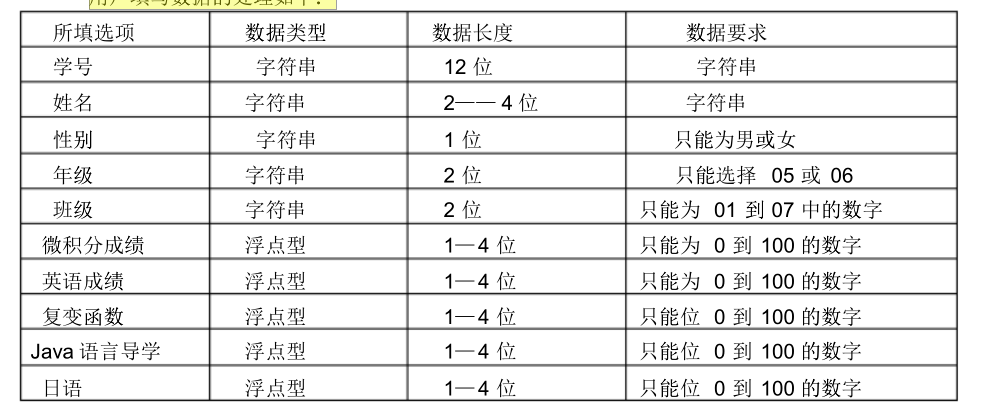 用户填写数据的处理如下：
所填选项 数据类型 数据长度 数据要求
学号 字符串 12 位 字符串
姓名 字符串 2—— 4 位 字符串
性别 字符串 1 位 只能为男或女
年级 字符串 2 位 只能选择 05 或 06
班级 字符串 2 位 只能为 01 到 07 中的数字
微积分成绩 浮点型 1—4 位 只能为 0 到 100 的数字
英语成绩 浮点型 1—4 位 只能为 0 到 100 的数字
复变函数 浮点型 1—4 位 只能位 0 到 100 的数字
Java 语言导学 浮点型 1—4 位 只能位 0 到 100 的数字
日语 浮点型 1—4 位 只能位 0 到 100 的数字